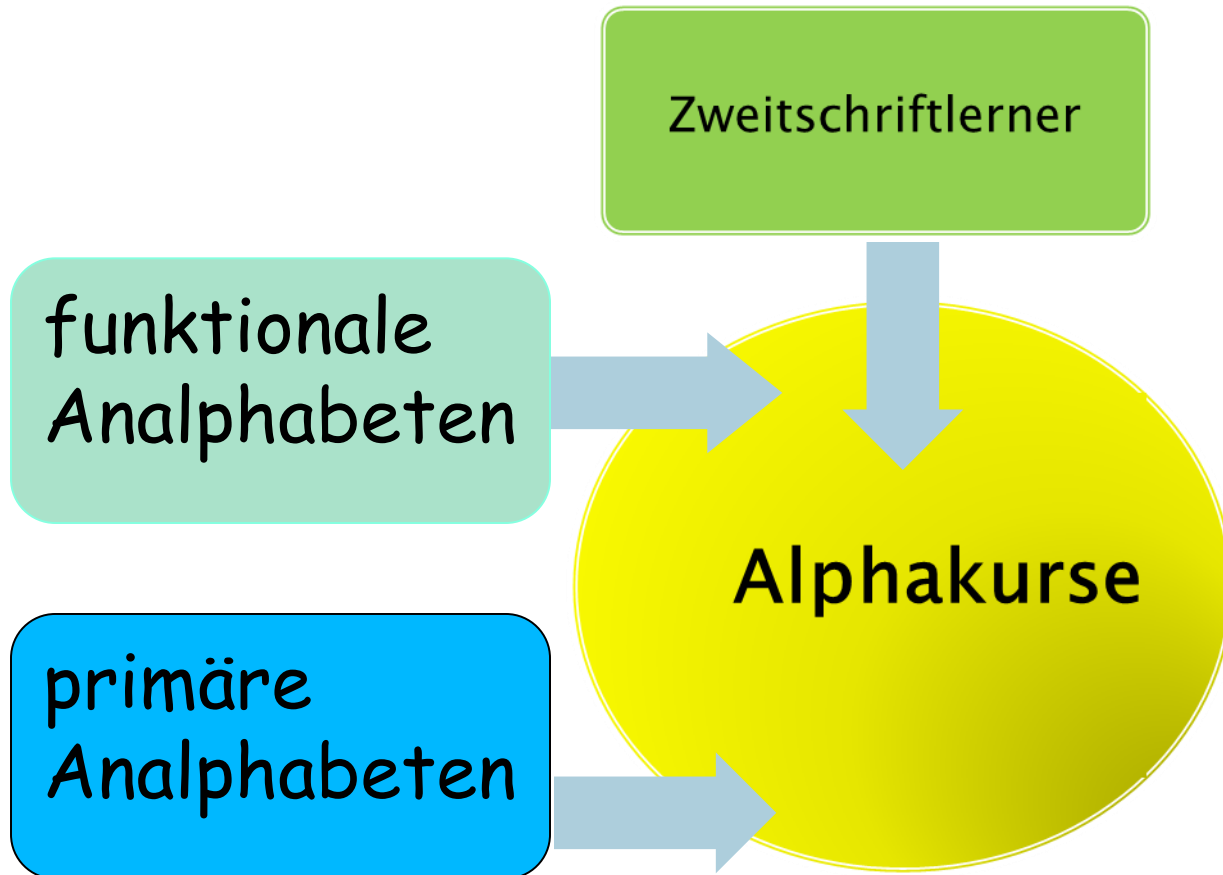 Zweitschriftlerner
funktionale
Analphabeten
Alphakurse
primäre
Analphabeten